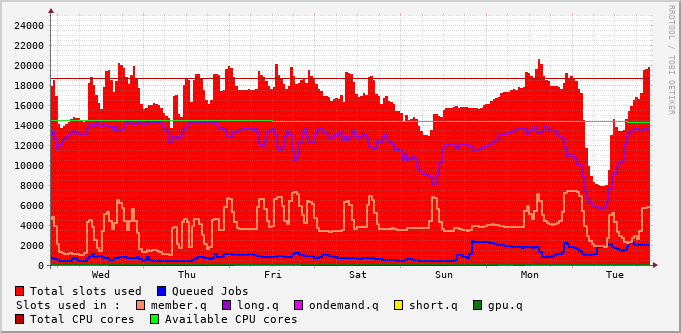 RRDTOOL / TOBI OETIKER
24000
22000
20000
18000
16000
14000
12000
10000
8000
6000
4000
2000
0
Wed Thu Fri Sat Sun Mon Tue
Total slots used Queued Jobs
Slots used in : member.q long.q ondemand.q short.q gpu.q
Total CPU cores Available CPU cores